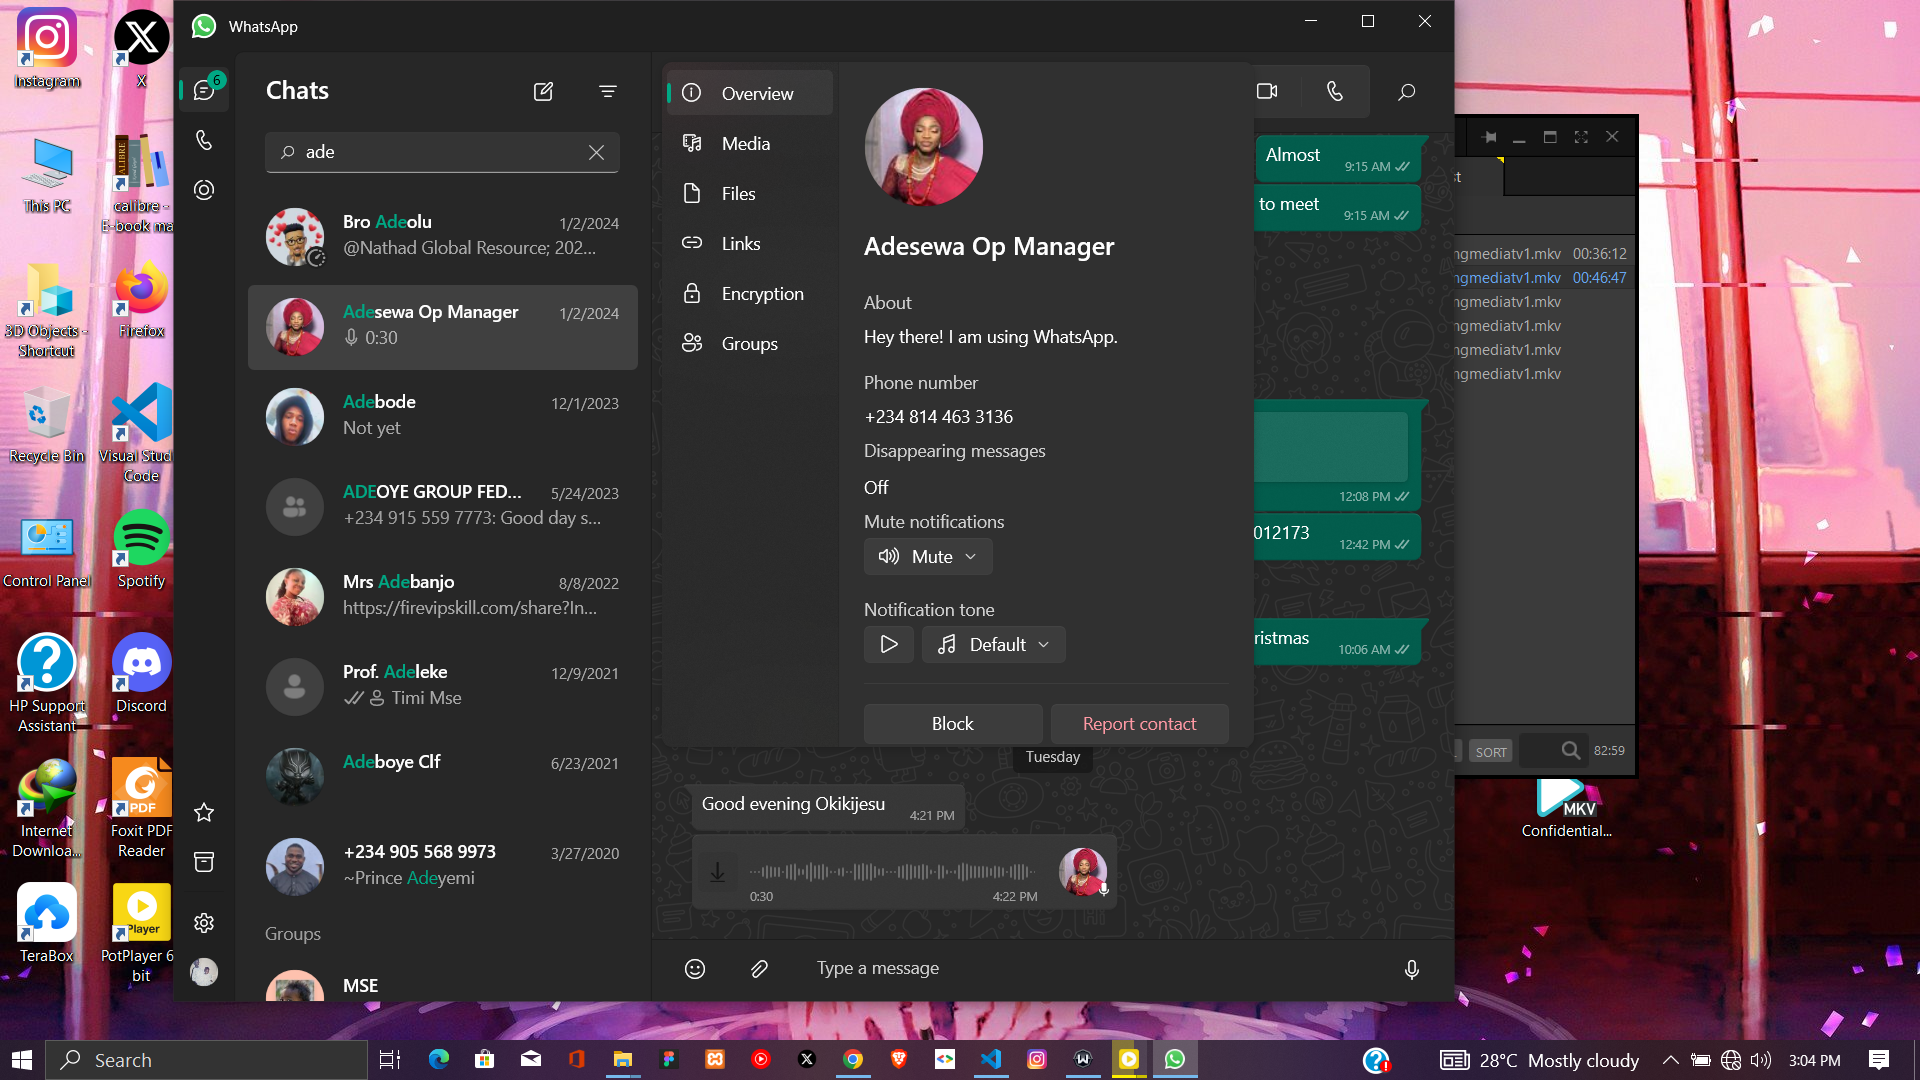 Instagram
X
This PC
calibre -
E-book ma
3D Objects -
Shortcut
Firefox
Recycle Bin
Visual Stud
Code
Control Panel
Spotify
HP Support
Assistant
Discord
Internet
Downloa...
Foxit PDF
Reader
TeraBox
PotPlayer 6
bit
CALIBRE
PDF
Player
WhatsApp
6
Chats
ade
Bro Adeolu
1/2/2024
@Nathad Global Resource; 202...
Adesewa Op Manager
1/2/2024
0:30
Adebode
12/1/2023
Not yet
ADEOYE GROUP FED...
5/24/2023
+234 915 559 7773: Good day s...
Mrs Adebanjo
8/8/2022
https://firevipskill.com/share?In...
Prof. Adeleke
12/9/2021
Timi Mse
Adeboye Clf
6/23/2021
+234 905 568 9973
3/27/2020
~Prince Adeyemi
Groups
MSE
Overview
Media
Files
Links
Encryption
Groups
Adesewa Op Manager
About
Hey there! I am using WhatsApp.
Phone number
+234 814 463 3136
Disappearing messages
Off
Mute notifications
Mute
Notification tone
Default
Block
Report contact
Almost
9:15 AM
to meet
9:15 AM
12:08 PM
012173
12:42 PM
ristmas
10:06 AM
Tuesday
Good evening Okikijesu
4:21 PM
0:30
4:22 PM
Type a message
st
ngmediatv1.mkv 00:36:12
ngmediatv1.mkv 00:46:47
ngmediatv1.mkv
ngmediatv1.mkv
ngmediatv1.mkv
ngmediatv1.mkv
SORT
82:59
MKV
Confidential...
Search
28°C Mostly cloudy
3:04 PM